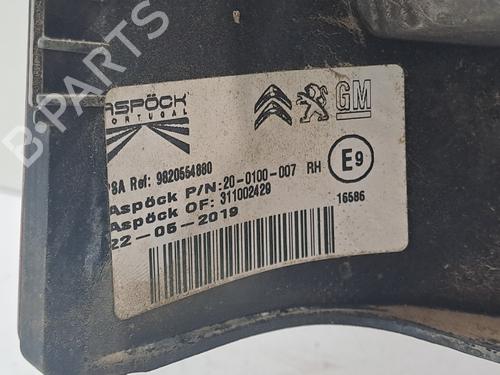 ASPÖCK
PORTUGAL
GM
PSA Ref: 9820554880
Aspöck P/N:20-0100-007 RH
E9
Aspöck OF: 311002429
16586
22-05-2019
B-PARTS